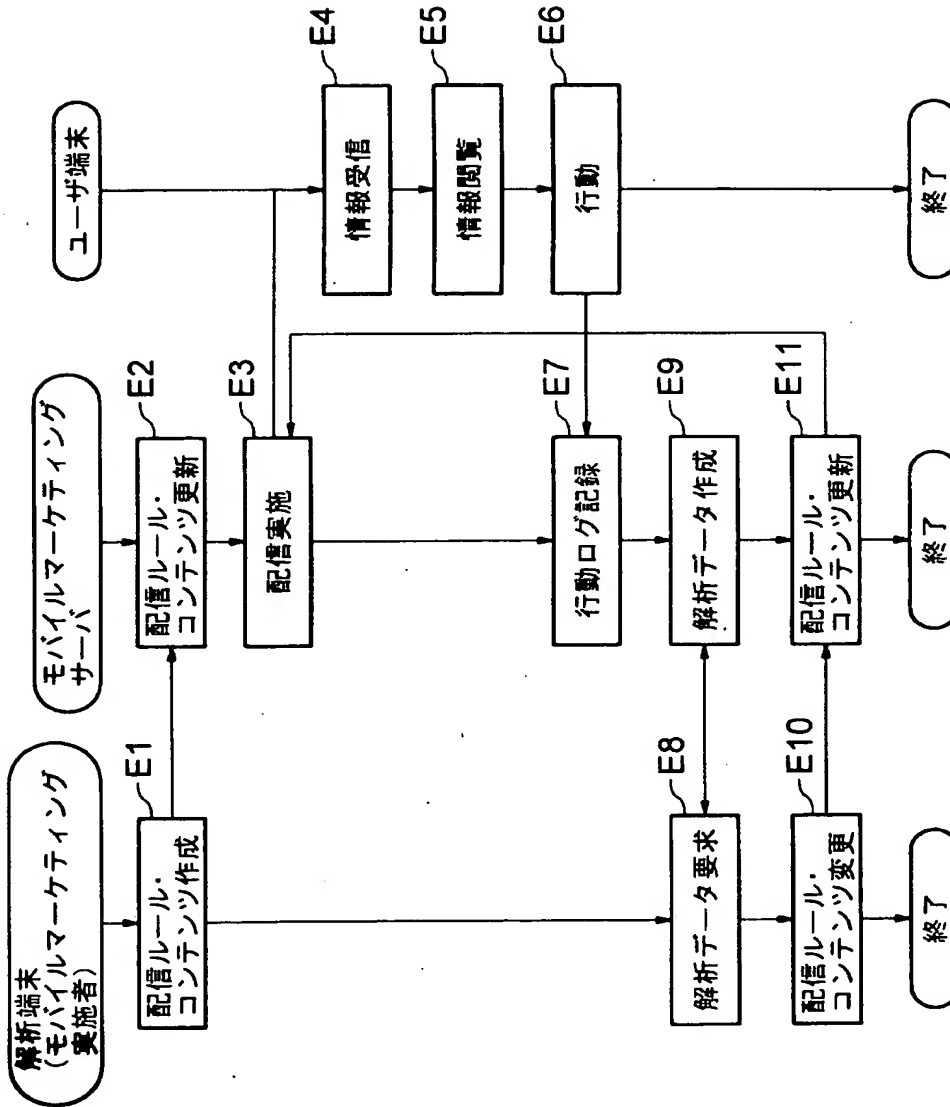 解析端末
(モバイルマーケティング
実施者)
E1
配信ルール・
コンテンツ作成
E8
解析データ要求
E10
配信ルール・
コンテンツ変更
終了
モバイルマーケティング
サーバ
E2
配信ルール・
コンテンツ更新
E3
配信実施
E7
行動ログ記録
E9
解析データ作成
E11
配信ルール・
コンテンツ更新
終了
ユーザ端末
E4
情報受信
E5
情報閲覧
E6
行動
終了